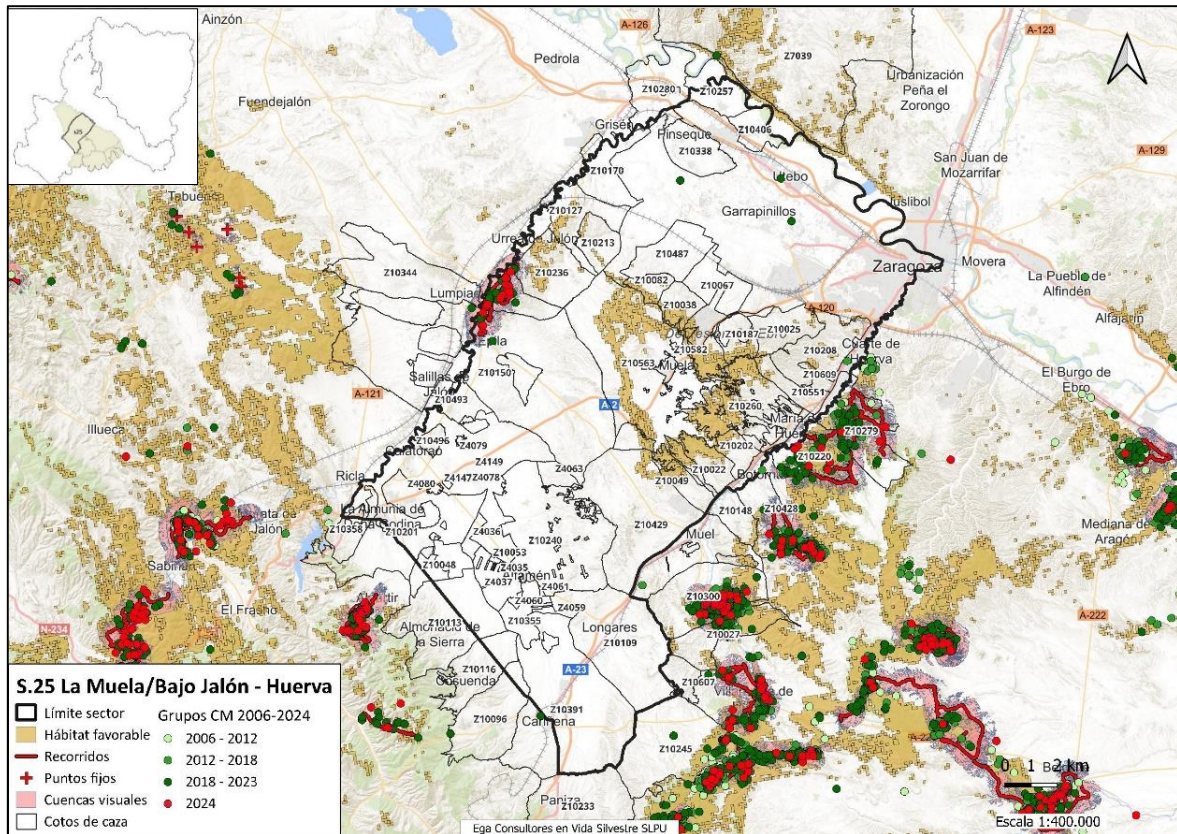 Ainzón
A-126
A-123
Pedrola
Z7039
Urbanización
Peña el
Zorongo
Fuendejalón
Z10280
Z10257
Grisén
Z10406
Pinseque
Z10338
A-129
San Juan de
Mozarrifar
s25
Z10170
Utebo
Juslibol
Tabuenca
Z10127
Garrapinillos
Urrea de Jalón
Z10213
Z10487
Z10344
Z10236
Z10082
Z10067
Zaragoza
Movera
La Puebla de
Alfindén
Lumpiaq
Z10038
A-120
Alfajarín
Z10187
Z10025
Épila
Z10582
Z10208
Cuarte de
Huerva
Z10150
Z10563
Muela
Z10609
El Burgo de
Ebro
Salillas de
Jalón
Z10551
A-121
Z10493
A-2
Z10260
María de
Huerva
Z10279
Illueca
Z10496
Z4079
Z10202
Z10220
Calatorao
Z4149
Z4063
Z10022
Botorrita
Ricla
Z4080
Z4147
Z4078
Z10049
La Almunia de
Doña Godina
Z10148
Z10428
Mediana de
Aragón
Z10358
Z10201
Z4036
Z10429
Muel
Z10240
Z10053
Z4035
Sabiñán
Z10048
Alfamén
Z4037
Z4061
A-222
El Frasno
Z4060
Z4059
Z10300
N-234
Z10355
Z10113
Almonacid de
la Sierra
Longares
Z10027
Z10109
Z10116
Cosuenda
A-23
Z10607
Z10391
Z10096
Cariñena
Z10245
Paniza
Z10233
S.25 La Muela/Bajo Jalón - Huerva
Límite sector
Hábitat favorable
Recorridos
Puntos fijos
Cuencas visuales
Cotos de caza
Grupos CM 2006-2024
2006 - 2012
2012 - 2018
2018 - 2023
2024
0 1 2 km
Escala 1:400.000
Ega Consultores en Vida Silvestre SLPU